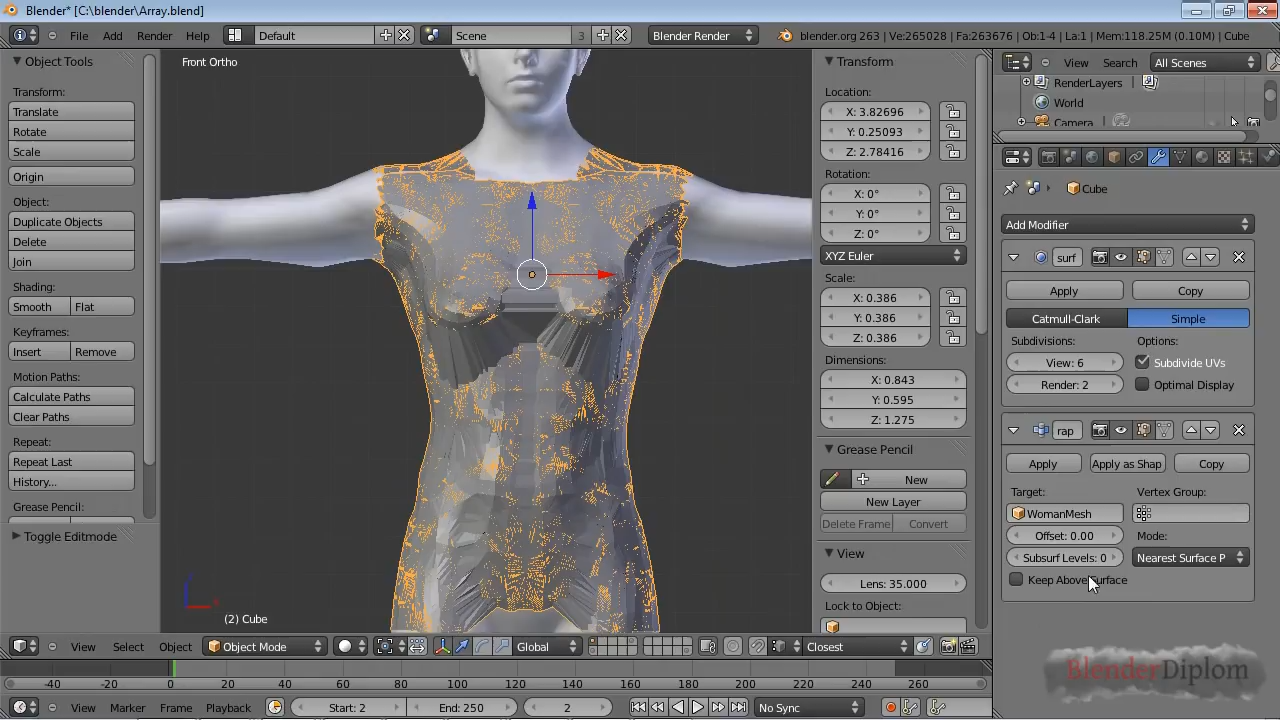 Blender* [C:\blender\Array.blend]
File Add Render Help Default Scene 3 Blender Render blender.org 263 | Ve:265028 | Fa:263676 | Ob:1-4 | La:1 | Mem:118.25M (0.10M) | Cube
Object Tools
Transform:
Translate
Rotate
Scale
Origin
Object:
Duplicate Objects
Delete
Join
Shading:
Smooth Flat
Keyframes:
Insert Remove
Motion Paths:
Calculate Paths
Clear Paths
Repeat:
Repeat Last
History...
Grease Pencil:
Toggle Editmode
Front Ortho
(2) Cube
Transform
Location:
X: 3.82696
Y: 0.25093
Z: 2.78416
Rotation:
X: 0°
Y: 0°
Z: 0°
XYZ Euler
Scale:
X: 0.386
Y: 0.386
Z: 0.386
Dimensions:
X: 0.843
Y: 0.595
Z: 1.275
Grease Pencil
New
New Layer
Delete Frame Convert
View
Lens: 35.000
Lock to Object:
View Search All Scenes
RenderLayers
World
Camera
Cube
Add Modifier
surf
Apply Copy
Catmull-Clark Simple
Subdivisions: Options:
View: 6 Subdivide UVs
Render: 2 Optimal Display
rap
Apply Apply as Shap Copy
Target: Vertex Group:
WomanMesh
Offset: 0.00 Mode:
Subsurf Levels: 0 Nearest Surface P
Keep Above Surface
BlenderDiplom
View Select Object Object Mode Global Closest
-40 -20 0 20 40 60 80 100 120 140 160 180 200 220 240 260
View Marker Frame Playback Start: 2 End: 250 2 No Sync